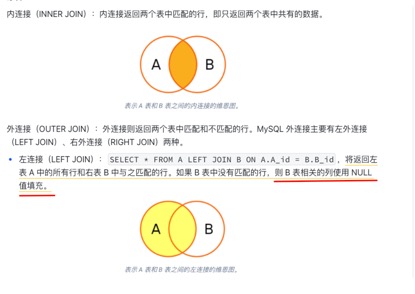 内连接（INNER JOIN）：内连接返回两个表中匹配的行，即只返回两个表中共有的数据。
A B
表示 A 表和 B 表之间的内连接的维恩图。
外连接（OUTER JOIN）：外连接则返回两个表中匹配和不匹配的行。MySQL 外连接主要有左外连接
（LEFT JOIN）、右外连接（RIGHT JOIN）两种。
• 左连接（LEFT JOIN）： SELECT * FROM A LEFT JOIN B ON A.A_id = B.B_id ，将返回左
表 A 中的所有行和右表 B 中与之匹配的行。如果 B 表中没有匹配的行，则 B 表相关的列使用 NULL
值填充。
A B
表示 A 表和 B 表之间的左连接的维恩图。